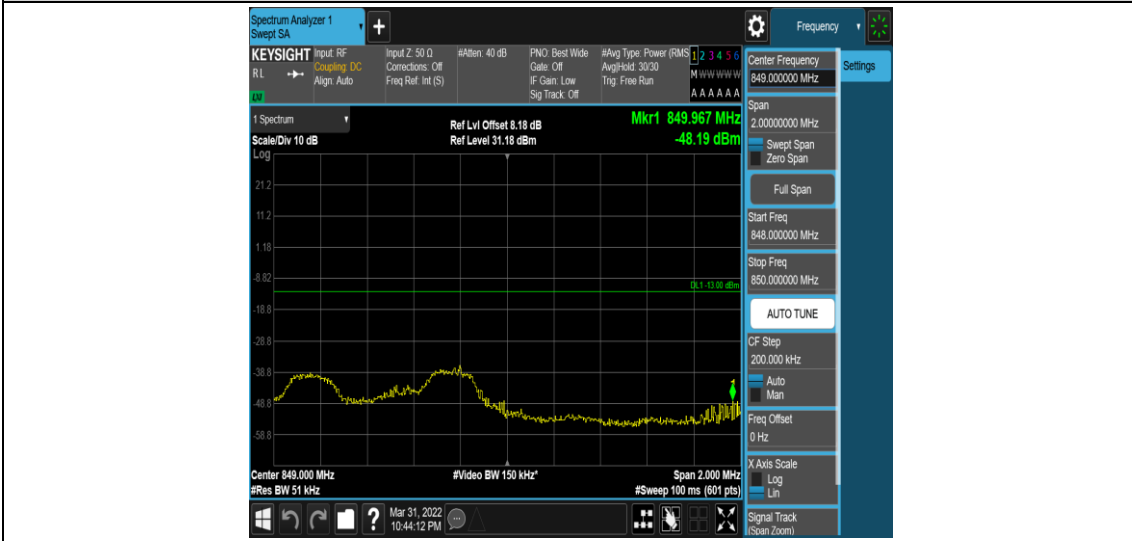 Spectrum Analyzer 1
Swept SA
+
Frequency
KEYSIGHT
RL
Input: RF
Coupling: DC
Align: Auto
Input Z: 50 Ω
Corrections: Off
Freq Ref: Int (S)
#Atten: 40 dB
PNO: Best Wide
Gate: Off
IF Gain: Low
Sig Track: Off
#Avg Type: Power (RMS
Avg|Hold: 30/30
Trig: Free Run
1 2 3 4 5 6
M W W W W W
A A A A A A
1 Spectrum
Scale/Div 10 dB
Log
Ref Lvl Offset 8.18 dB
Ref Level 31.18 dBm
Mkr1 849.967 MHz
-48.19 dBm
21.2
11.2
1.18
-8.82
DL1 -13.00 dBm
-18.8
-28.8
-38.8
1
-48.8
-58.8
Center 849.000 MHz
#Res BW 51 kHz
#Video BW 150 kHz*
Span 2.000 MHz
#Sweep 100 ms (601 pts)
Center Frequency
849.000000 MHz
Settings
Span
2.00000000 MHz
Swept Span
Zero Span
Full Span
Start Freq
848.000000 MHz
Stop Freq
850.000000 MHz
AUTO TUNE
CF Step
200.000 kHz
Auto
Man
Freq Offset
0 Hz
X Axis Scale
Log
Lin
Signal Track
(Span Zoom)
?
Mar 31, 2022
10:44:12 PM